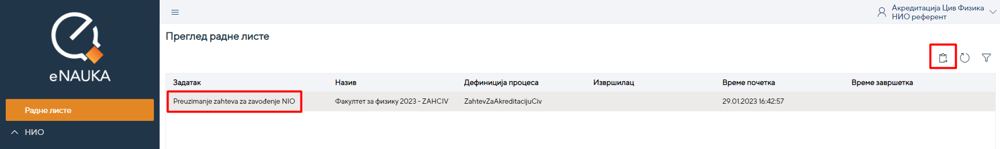 Акредитација Цив Физика
НИО референт
eNAUKA
Преглед радне листе
Задатак Назив Дефиниција процеса Извршилац Време почетка Време завршетка
Preuzimanje zahteva za zavođenje NIO Факултет за физику 2023 - ZAHCIV ZahtevZaAkreditacijuCiv 29.01.2023 16:42:57
Радне листе
НИО